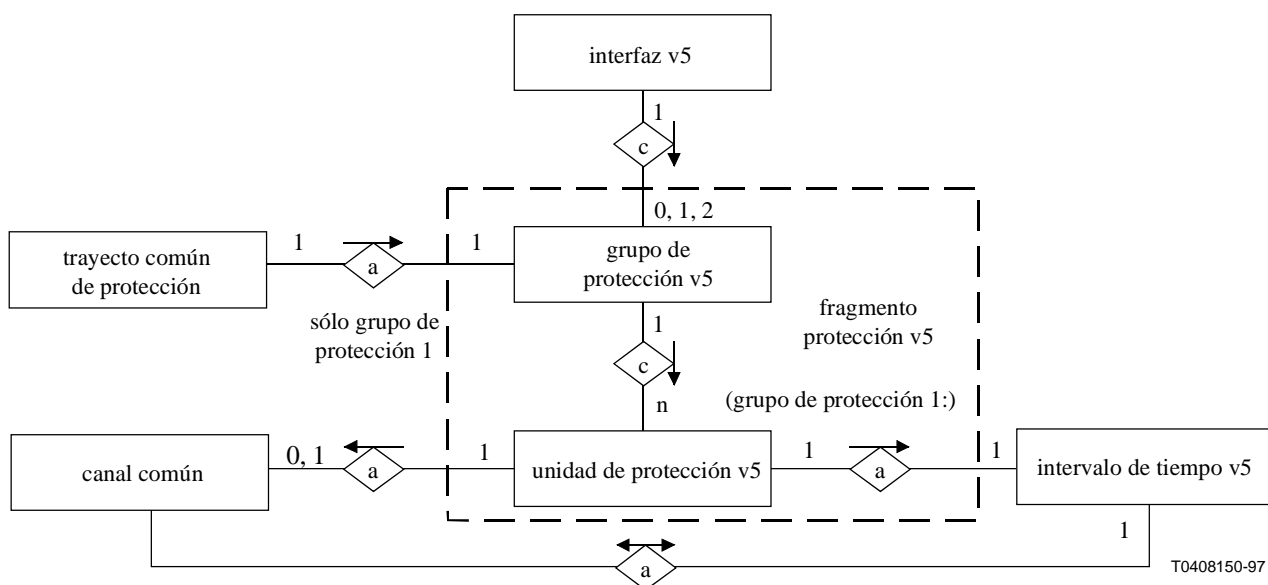 interfaz v5
1
c
0, 1, 2
trayecto común
de protección
1
a
1
grupo de
protección v5
sólo grupo de
protección 1
1
c
n
fragmento
protección v5
(grupo de protección 1:)
canal común
0, 1
a
1
unidad de protección v5
1
a
1
intervalo de tiempo v5
1
a
T0408150-97